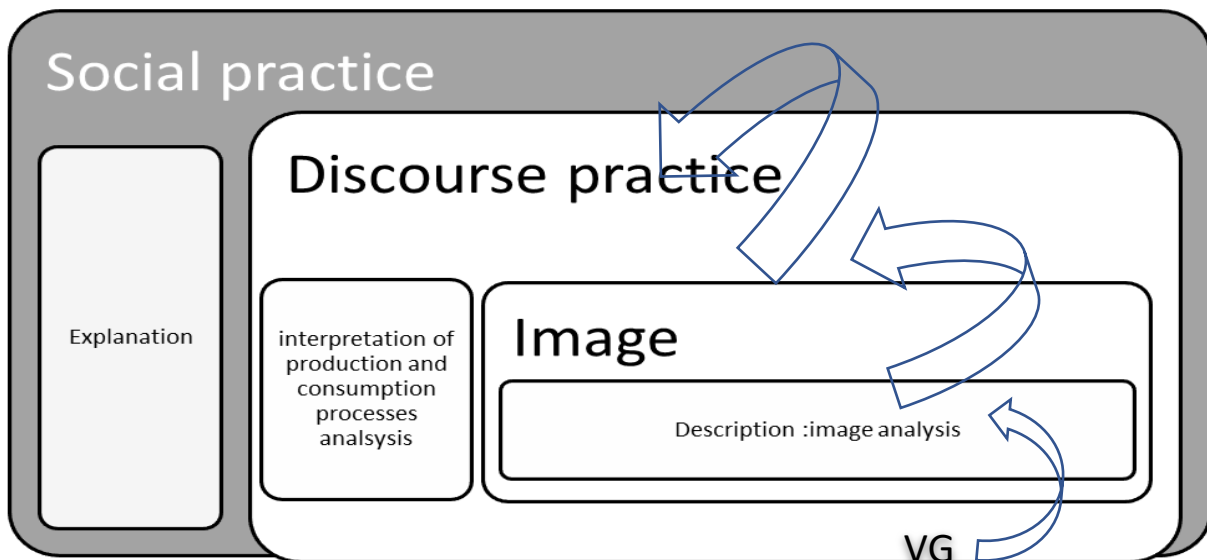 Social practice
Discourse practice
Explanation
interpretation of
production and
consumption
processes
analsysis
Image
Description :image analysis
VG